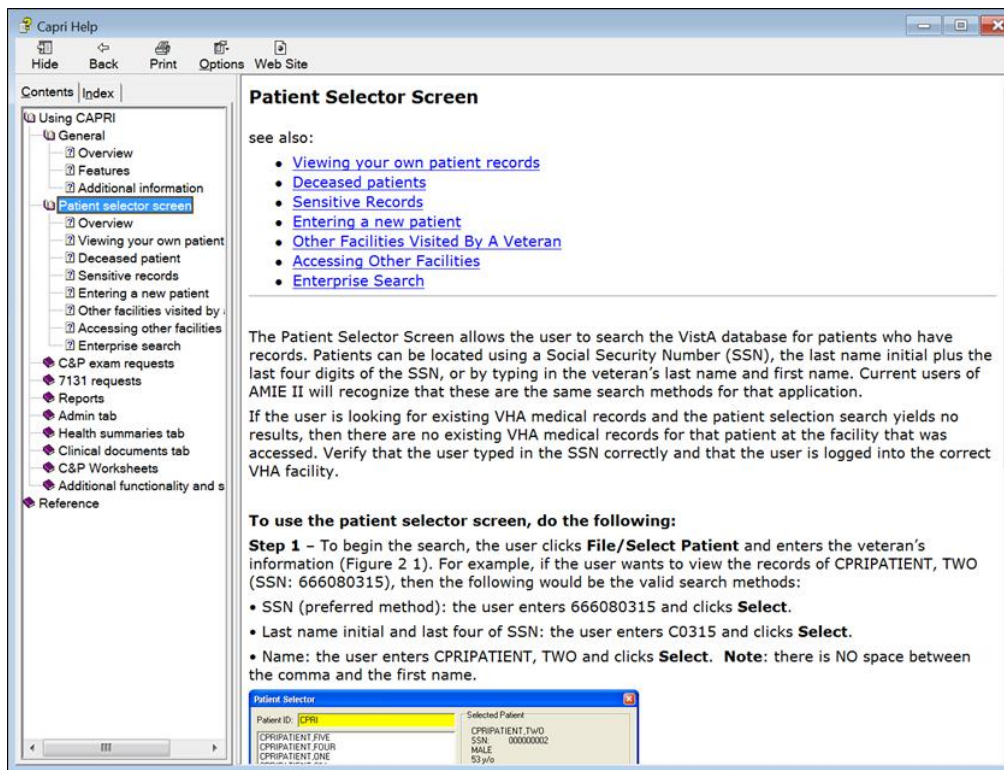 Capri Help
Hide Back Print Options Web Site
Contents Index
Using CAPRI
General
Overview
Features
Additional information
Patient selector screen
Overview
Viewing your own patient
Deceased patient
Sensitive records
Entering a new patient
Other facilities visited by
Accessing other facilities
Enterprise search
C&P exam requests
7131 requests
Reports
Admin tab
Health summaries tab
Clinical documents tab
C&P Worksheets
Additional functionality and s
Reference
Patient Selector Screen
see also:
• Viewing your own patient records
• Deceased patients
• Sensitive Records
• Entering a new patient
• Other Facilities Visited By A Veteran
• Accessing Other Facilities
• Enterprise Search
The Patient Selector Screen allows the user to search the VistA database for patients who have
records. Patients can be located using a Social Security Number (SSN), the last name initial plus the
last four digits of the SSN, or by typing in the veteran's last name and first name. Current users of
AMIE II will recognize that these are the same search methods for that application.
If the user is looking for existing VHA medical records and the patient selection search yields no
results, then there are no existing VHA medical records for that patient at the facility that was
accessed. Verify that the user typed in the SSN correctly and that the user is logged into the correct
VHA facility.
To use the patient selector screen, do the following:
Step 1 – To begin the search, the user clicks File/Select Patient and enters the veteran's
information (Figure 2 1). For example, if the user wants to view the records of CPRIPATIENT, TWO
(SSN: 666080315), then the following would be the valid search methods:
• SSN (preferred method): the user enters 666080315 and clicks Select.
• Last name initial and last four of SSN: the user enters C0315 and clicks Select.
• Name: the user enters CPRIPATIENT, TWO and clicks Select. Note: there is NO space between
the comma and the first name.
Patient Selector
Patient ID: CPRI
CPRIPATIENT,FIVE
CPRIPATIENT,FOUR
CPRIPATIENT,ONE
Selected Patient
CPRIPATIENT,TWO
SSN: 000000002
MALE
53 y/o